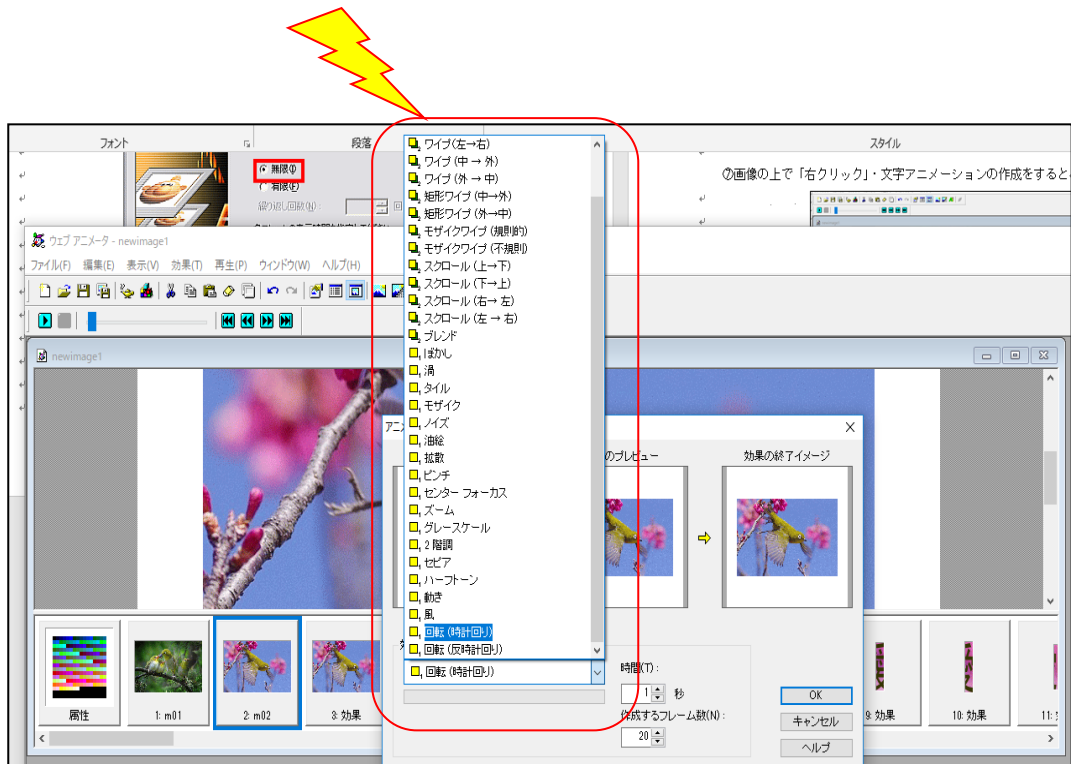 フォント
段落
スタイル
無限(I)
有限(F)
繰り返し回数(N):
回
⑦画像の上で「右クリック」・文字アニメーションの作成をすると
ウェブ アニメータ - newimage1
ファイル(F) 編集(E) 表示(V) 効果(T) 再生(P) ウィンドウ(W) ヘルプ(H)
newimage1
ワイプ(左→右)
ワイプ (中 → 外)
ワイプ (外 → 中)
矩形ワイプ (中→外)
矩形ワイプ (外→中)
モザイクワイプ (規則的)
モザイクワイプ (不規則)
スクロール (上→下)
スクロール (下→上)
スクロール (右→ 左)
スクロール (左 → 右)
ブレンド
ぼかし
渦
タイル
モザイク
ノイズ
油絵
拡散
ピンチ
センター フォーカス
ズーム
グレースケール
2 階調
セピア
ハーフトーン
動き
風
回転 (時計回り)
回転 (反時計回り)
回転 (時計回り)
のプレビュー
効果の終了イメージ
時間(T) :
1 秒
作成するフレーム数(N) :
20
OK
キャンセル
ヘルプ
属性
1: m01
2: m02
3: 効果
9: 効果
10: 効果
11: